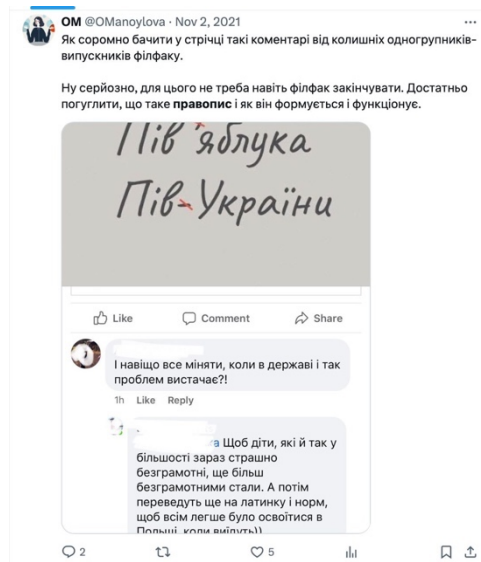 OM @OManoylova · Nov 2, 2021
Як соромно бачити у стрічці такі коментарі від колишніх одногрупників-
випускників філфаку.
Ну серйозно, для цього не треба навіть філфак закінчувати. Достатньо
погуглити, що таке правопис і як він формується і функціонує.
Пів'яблука
Пів-України
Like
Comment
Share
І навіщо все міняти, коли в державі і так
проблем вистачає?!
1h Like Reply
а Щоб діти, які й так у
більшості зараз страшно
безграмотні, ще більш
безграмотними стали. А потім
переведуть ще на латинку і норм,
щоб всім легше було освоїтися в
Польщі, коли виїдуть))
2
5